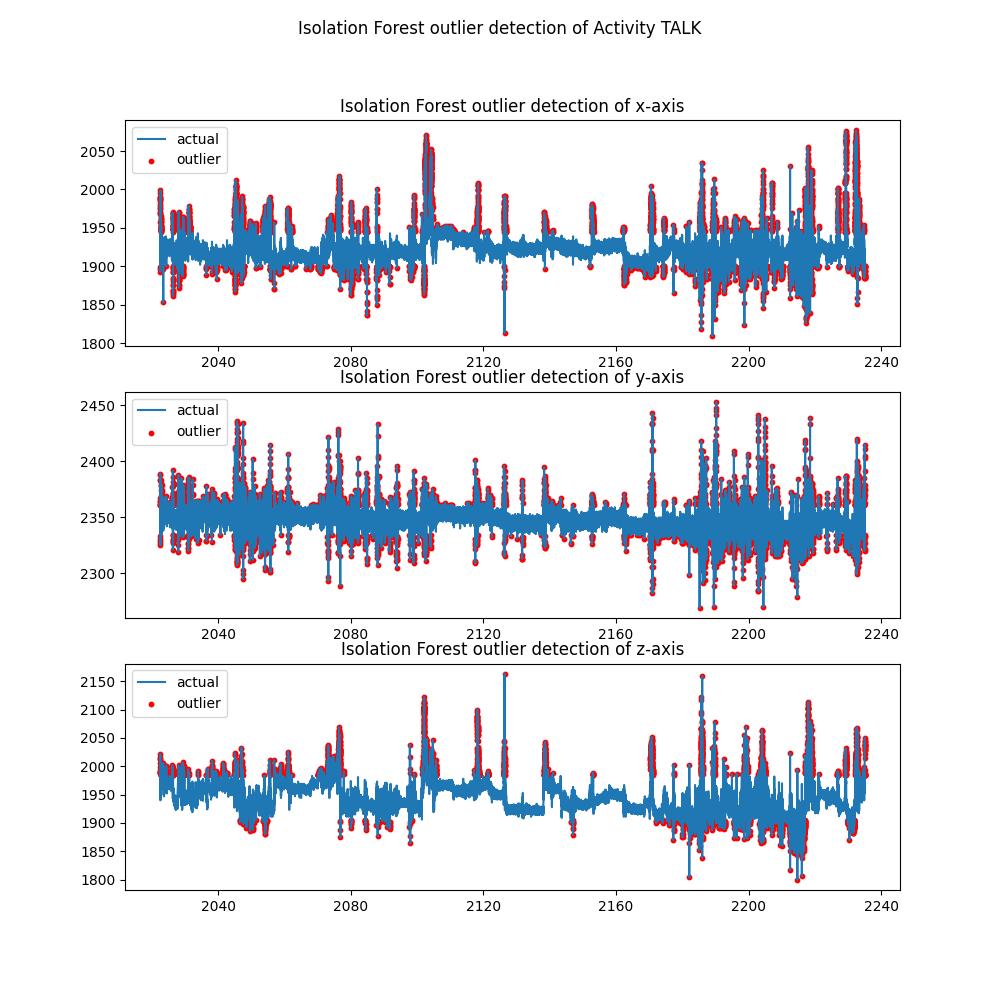 Isolation Forest outlier detection of Activity TALK
Isolation Forest outlier detection of x-axis
actual
outlier
2050
2000
1950
1900
1850
1800
2040 2080 2120 2160 2200 2240
Isolation Forest outlier detection of y-axis
actual
outlier
2450
2400
2350
2300
2040 2080 2120 2160 2200 2240
Isolation Forest outlier detection of z-axis
actual
outlier
2150
2100
2050
2000
1950
1900
1850
1800
2040 2080 2120 2160 2200 2240